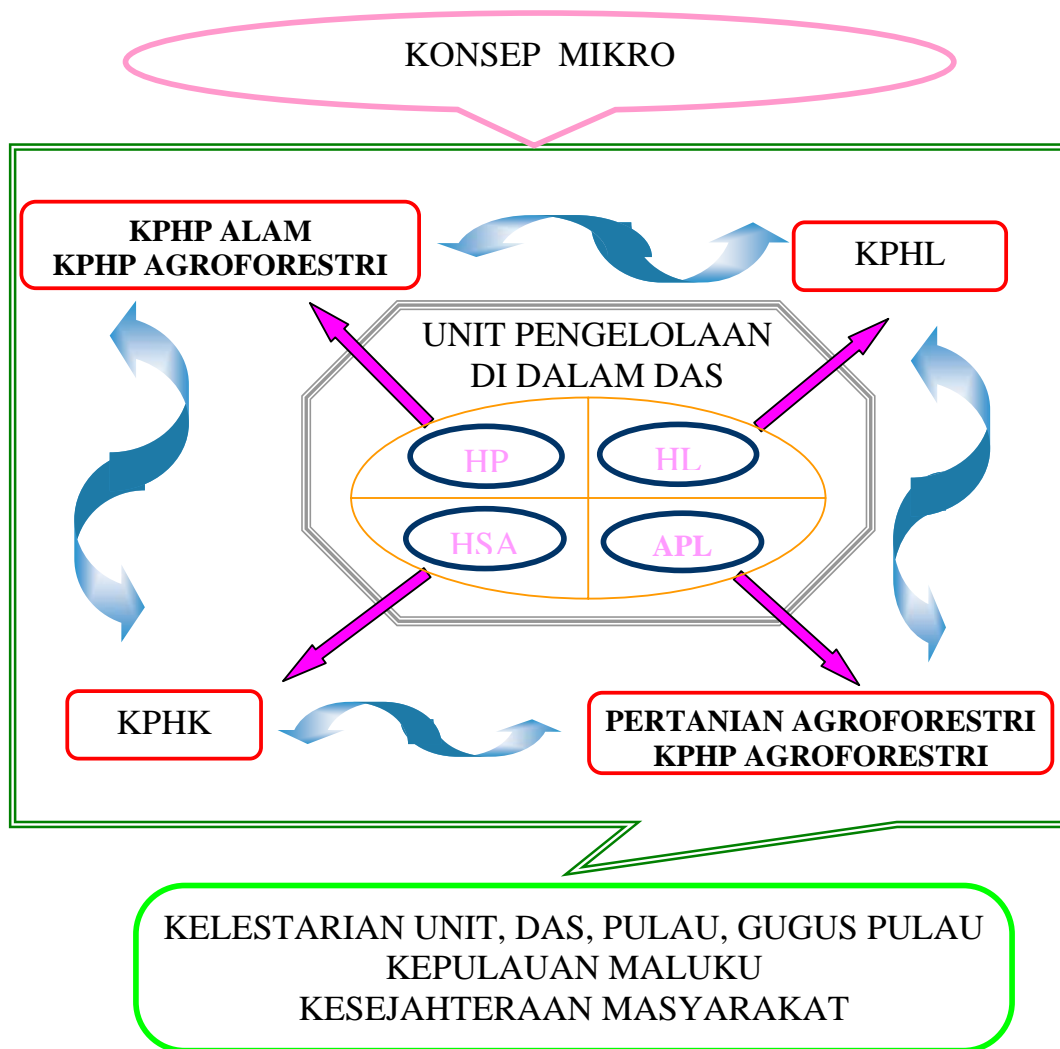 KONSEP MIKRO
KPHP ALAM
KPHP AGROFORESTRI
KPHL
UNIT PENGELOLAAN
DI DALAM DAS
HP
HL
HSA
APL
KPHK
PERTANIAN AGROFORESTRI
KPHP AGROFORESTRI
KELESTARIAN UNIT, DAS, PULAU, GUGUS PULAU
KEPULAUAN MALUKU
KESEJAHTERAAN MASYARAKAT